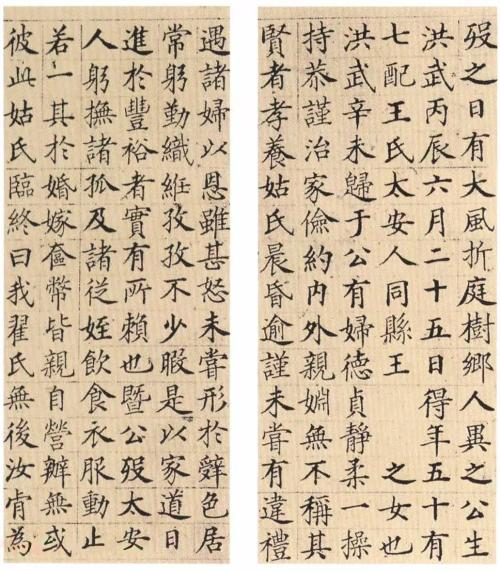 歿之日有大風折庭樹鄉人異之公生
洪武丙辰六月二十五日得年五十有
七配王氏太安人同縣王之女也
洪武辛未歸于公有婦德貞靜柔一操
持恭謹治家儉約内外親婣無不稱其
賢者孝養姑氏晨昏逾謹未嘗有違禮
遇諸婦以恩雖甚怒未嘗形於辭色居
常躬勤織絍孜孜不少暇是以家道日
進於豐裕者實有所賴也暨公歿太安
人躬撫諸孤及諸從姪飲食衣服動止
若一其於婚嫁奩幣皆親自營辦無或
彼此姑氏臨終曰我翟氏無後汝肯為